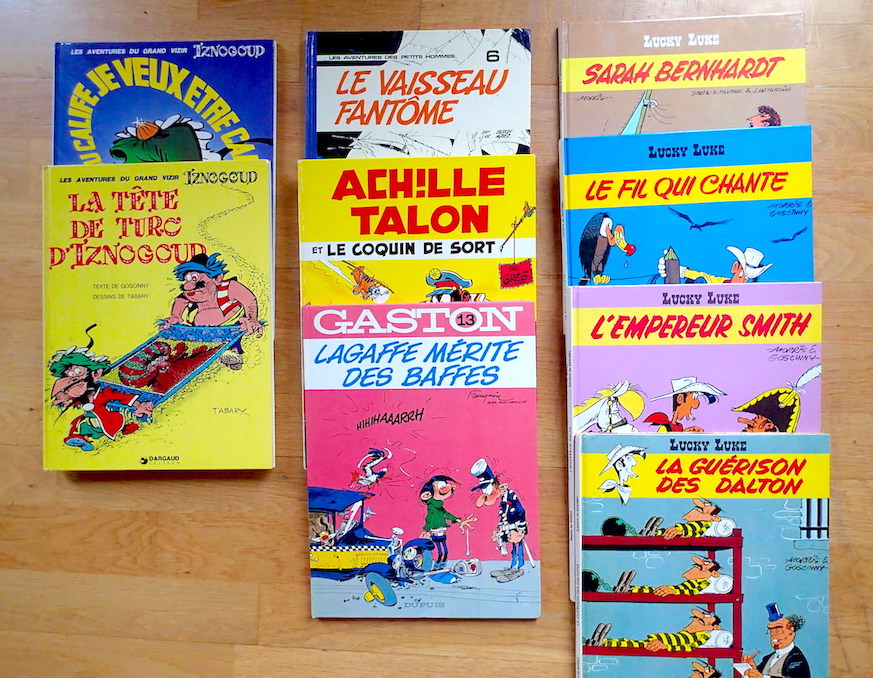 LES AVENTURES DU GRAND VIZIR IZNOGOUD
CALIFE, JE VEUX ETRE CAL
LES AVENTURES DU GRAND VIZIR IZNOGOUD
LA TÊTE
DE TURC
D'IZNOGOUD
TEXTE DE GOSCINNY
DESSINS DE TABARY
TABARY
DARGAUD
LES AVENTURES DES PETITS HOMMES
6
LE VAISSEAU
FANTÔME
ACHILLE
TALON
ET LE COQUIN DE SORT
PAR
GREG
GASTON
13
LAGAFFE MÉRITE
DES BAFFES
Franquin
HIHIHAAARRH
DUPUIS
LUCKY LUKE
SARAH BERNHARDT
MORRIS
LUCKY LUKE
LE FIL QUI CHANTE
MORRIS &
GOSCINNY
LUCKY LUKE
L'EMPEREUR SMITH
MORRIS &
GOSCINNY
LUCKY LUKE
LA GUÉRISON
DES DALTON
MORRIS &
GOSCINNY